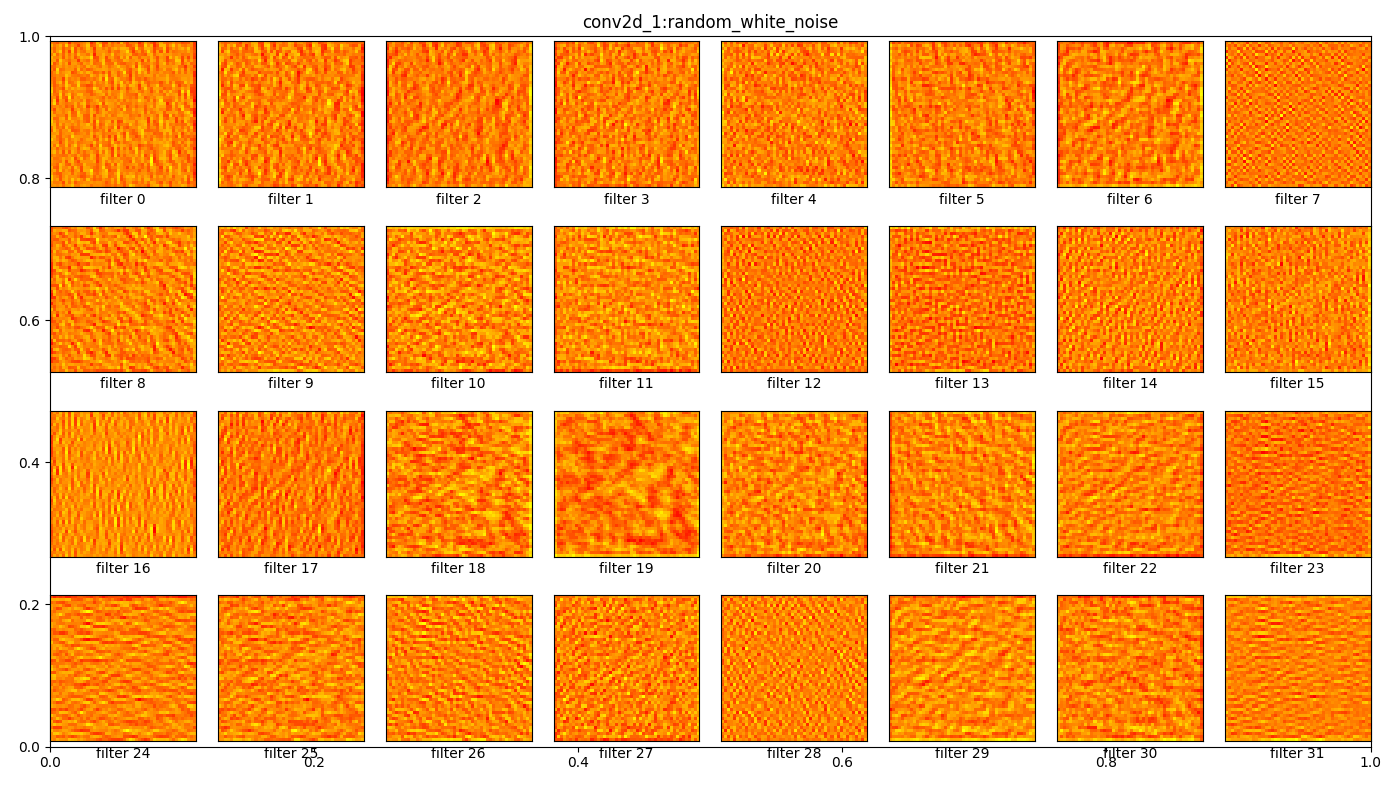 conv2d_1:random_white_noise
1.0
filter 0 filter 1 filter 2 filter 3 filter 4 filter 5 filter 6 filter 7
0.8
0.6
filter 8 filter 9 filter 10 filter 11 filter 12 filter 13 filter 14 filter 15
0.4
filter 16 filter 17 filter 18 filter 19 filter 20 filter 21 filter 22 filter 23
0.2
0.0
filter 24 filter 25 filter 26 filter 27 filter 28 filter 29 filter 30 filter 31
0.0 0.2 0.4 0.6 0.8 1.0